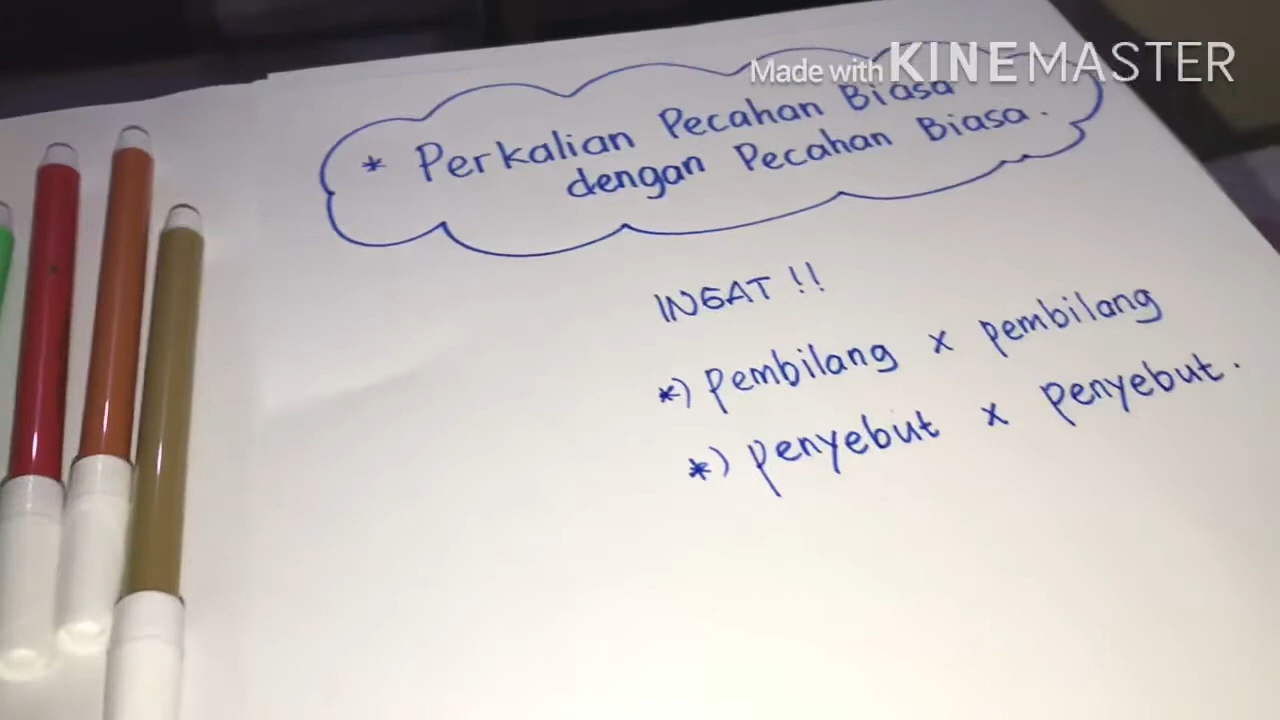 Made with KINEMASTER
* Perkalian Pecahan Biasa
dengan Pecahan Biasa.
INGAT !!
*) pembilang x pembilang
*) penyebut x penyebut.